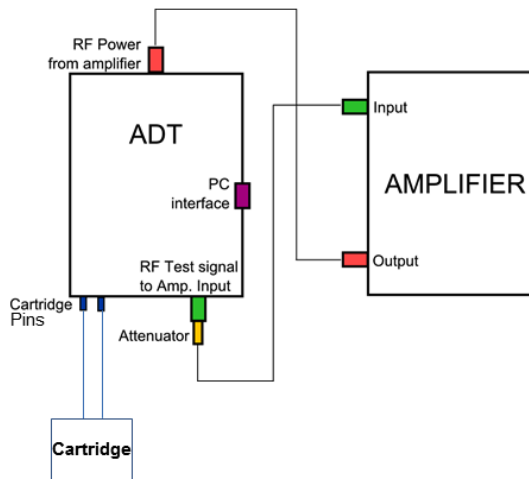 RF Power
from amplifier
ADT
Input
PC
interface
AMPLIFIER
RF Test signal
to Amp. Input
Output
Cartridge
Pins
Attenuator
Cartridge